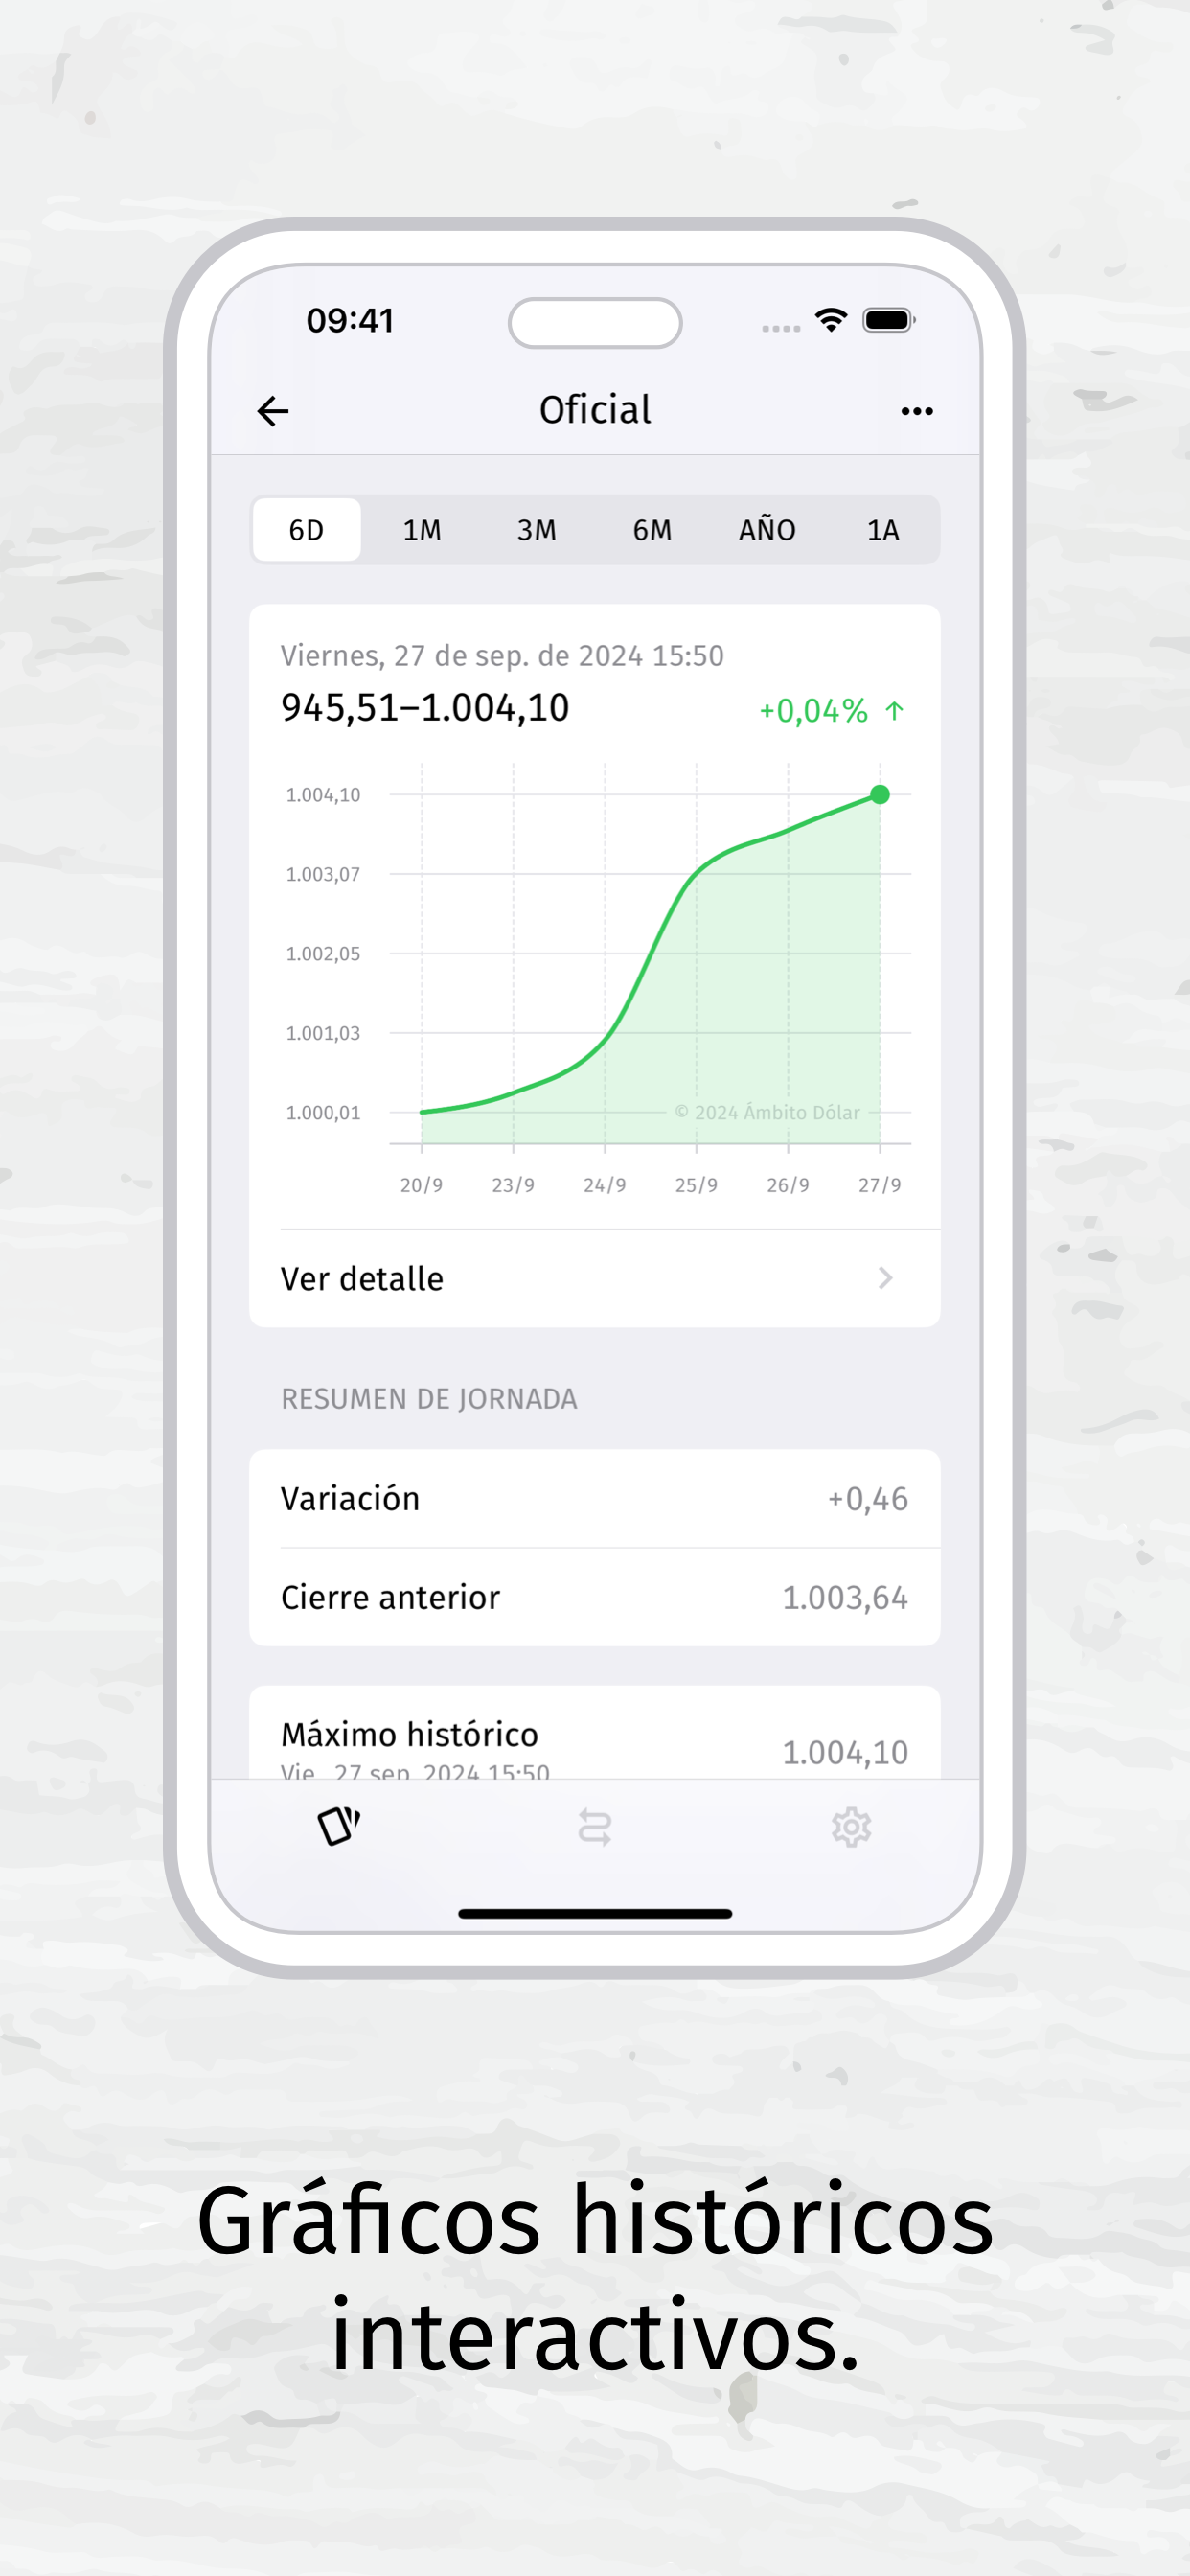 09:41
Oficial
6D 1M 3M 6M AÑO 1A
Viernes, 27 de sep. de 2024 15:50
945,51–1.004,10 +0,04%
1.004,10
1.003,07
1.002,05
1.001,03
1.000,01
© 2024 Ámbito Dólar
20/9 23/9 24/9 25/9 26/9 27/9
Ver detalle
RESUMEN DE JORNADA
Variación +0,46
Cierre anterior 1.003,64
Máximo histórico 1.004,10
Vie., 27 sep. 2024 15:50
Gráficos históricos
interactivos.